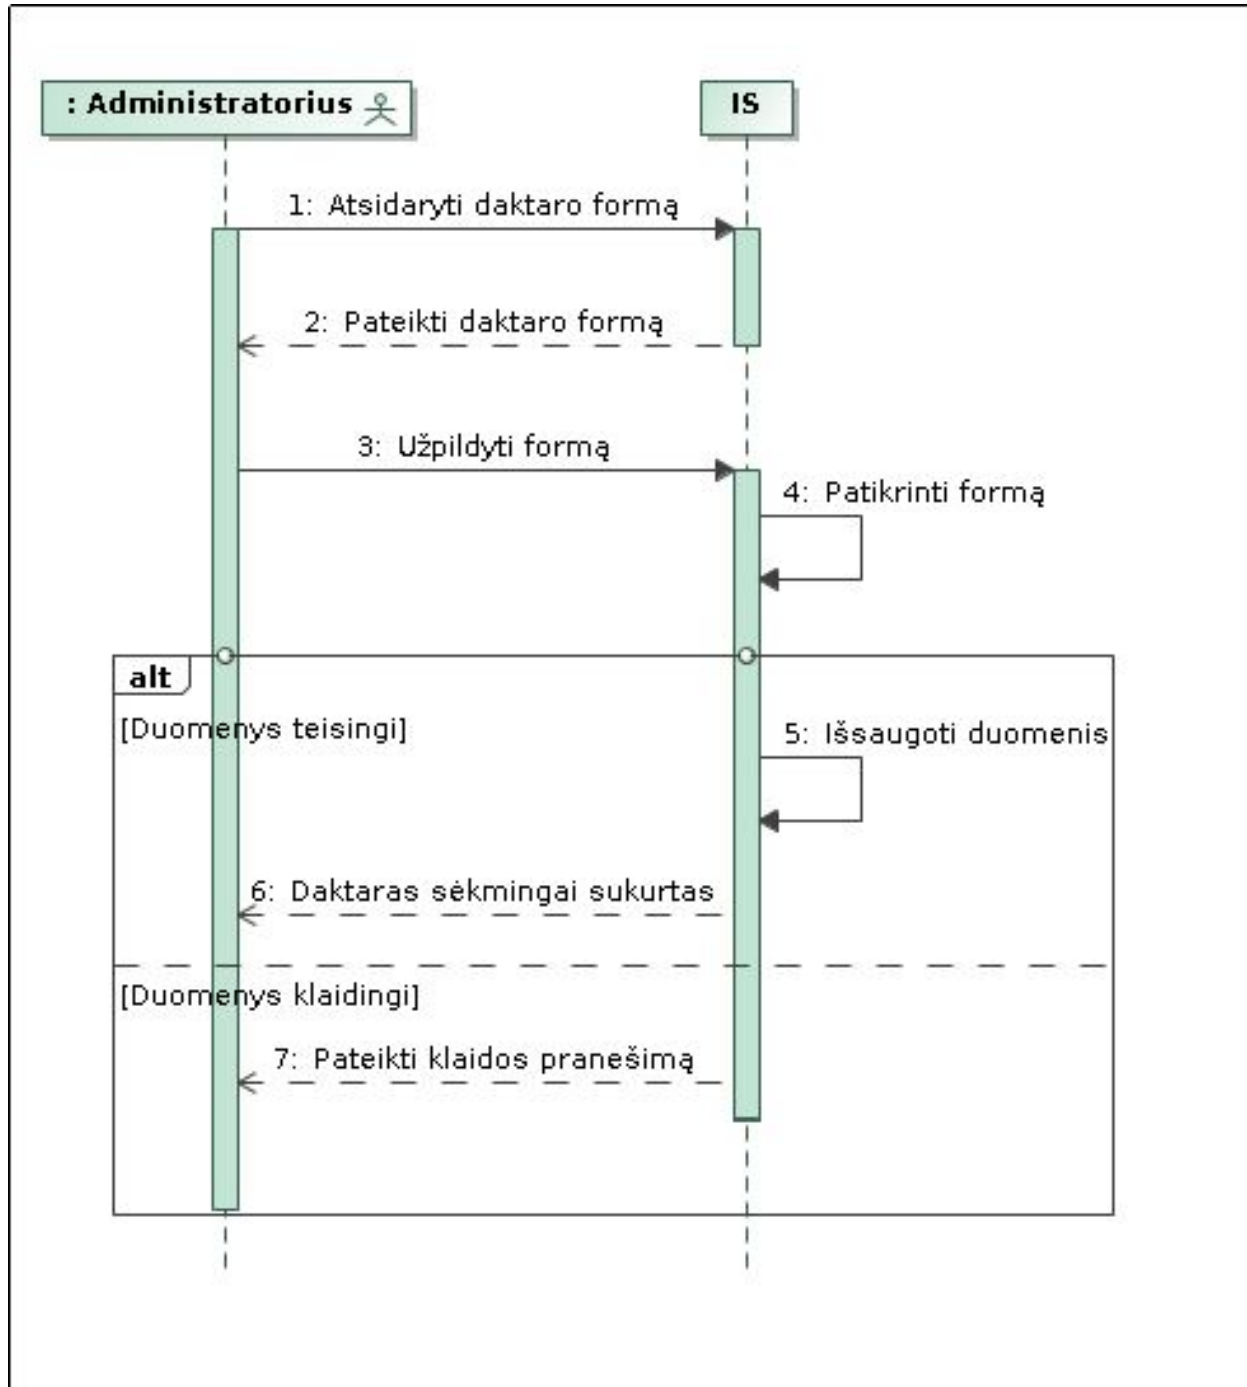 : Administratorius
IS
1: Atsidaryti daktaro formą
2: Pateikti daktaro formą
3: Užpildyti formą
4: Patikrinti formą
alt
[Duomenys teisingi]
5: Išsaugoti duomenis
6: Daktaras sėkmingai sukurtas
[Duomenys klaidingi]
7: Pateikti klaidos pranešimą